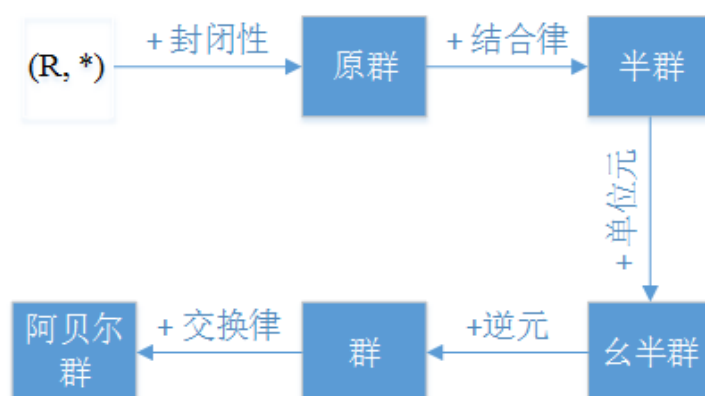 (R, *)
+ 封闭性
原群
+ 结合律
半群
+ 单位元
幺半群
+逆元
群
+ 交换律
阿贝尔
群